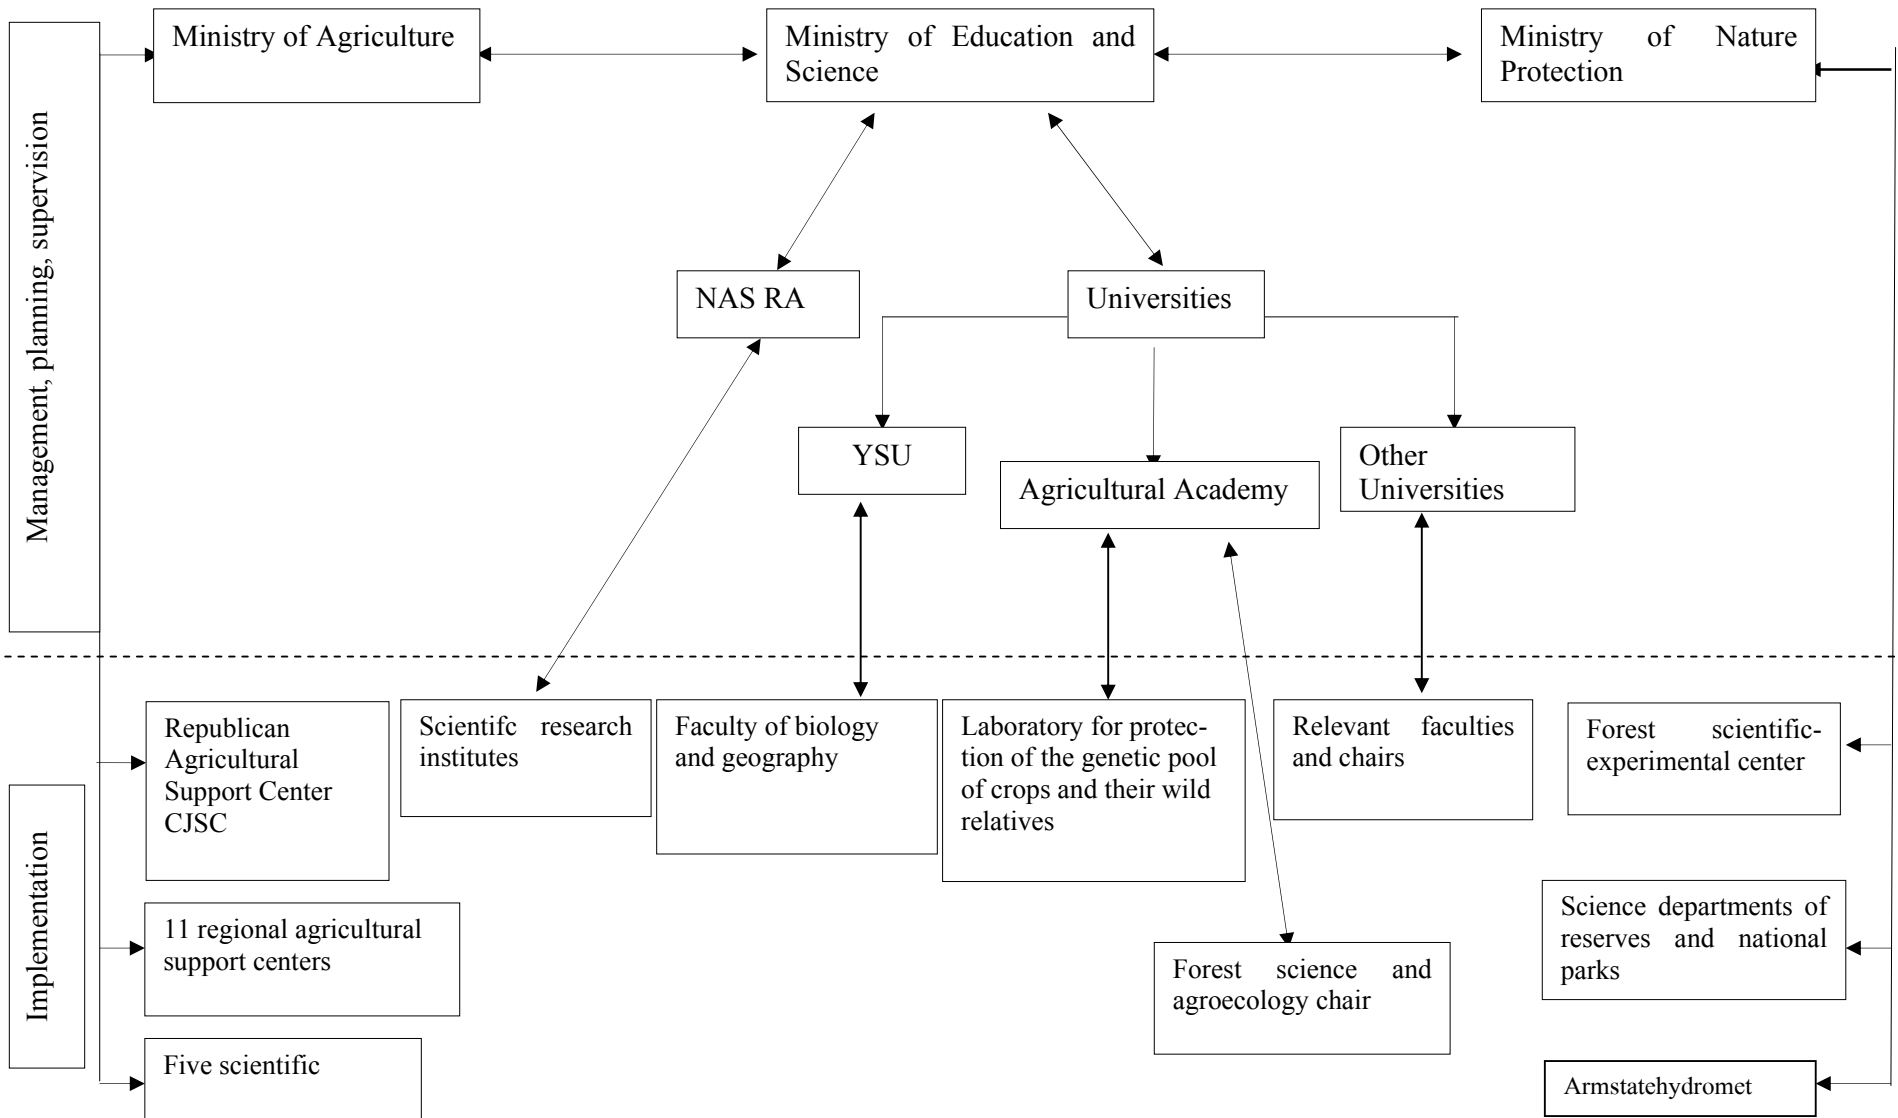 Management, planning, supervision
Ministry of Agriculture
Ministry of Education and
Science
Ministry of Nature
Protection
NAS RA
Universities
YSU
Agricultural Academy
Other
Universities
Implementation
Republican
Agricultural
Support Center
CJSC
Scientifc research
institutes
Faculty of biology
and geography
Laboratory for protec-
tion of the genetic pool
of crops and their wild
relatives
Relevant faculties
and chairs
Forest scientific-
experimental center
11 regional agricultural
support centers
Forest science and
agroecology chair
Science departments of
reserves and national
parks
Five scientific
Armstatehydromet